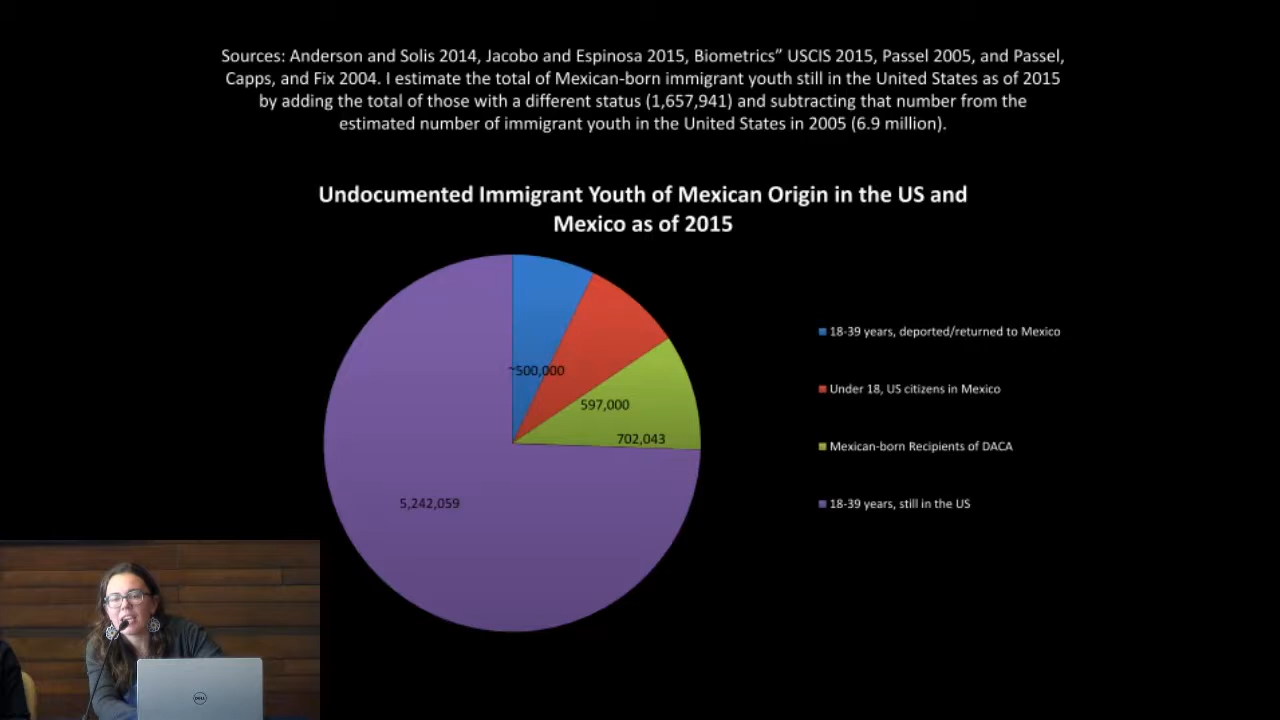 Sources: Anderson and Solis 2014, Jacobo and Espinosa 2015, Biometrics” USCIS 2015, Passel 2005, and Passel,
Capps, and Fix 2004. I estimate the total of Mexican-born immigrant youth still in the United States as of 2015
by adding the total of those with a different status (1,657,941) and subtracting that number from the
estimated number of immigrant youth in the United States in 2005 (6.9 million).
Undocumented Immigrant Youth of Mexican Origin in the US and
Mexico as of 2015
~500,000
597,000
702,043
5,242,059
18-39 years, deported/returned to Mexico
Under 18, US citizens in Mexico
Mexican-born Recipients of DACA
18-39 years, still in the US
DELL